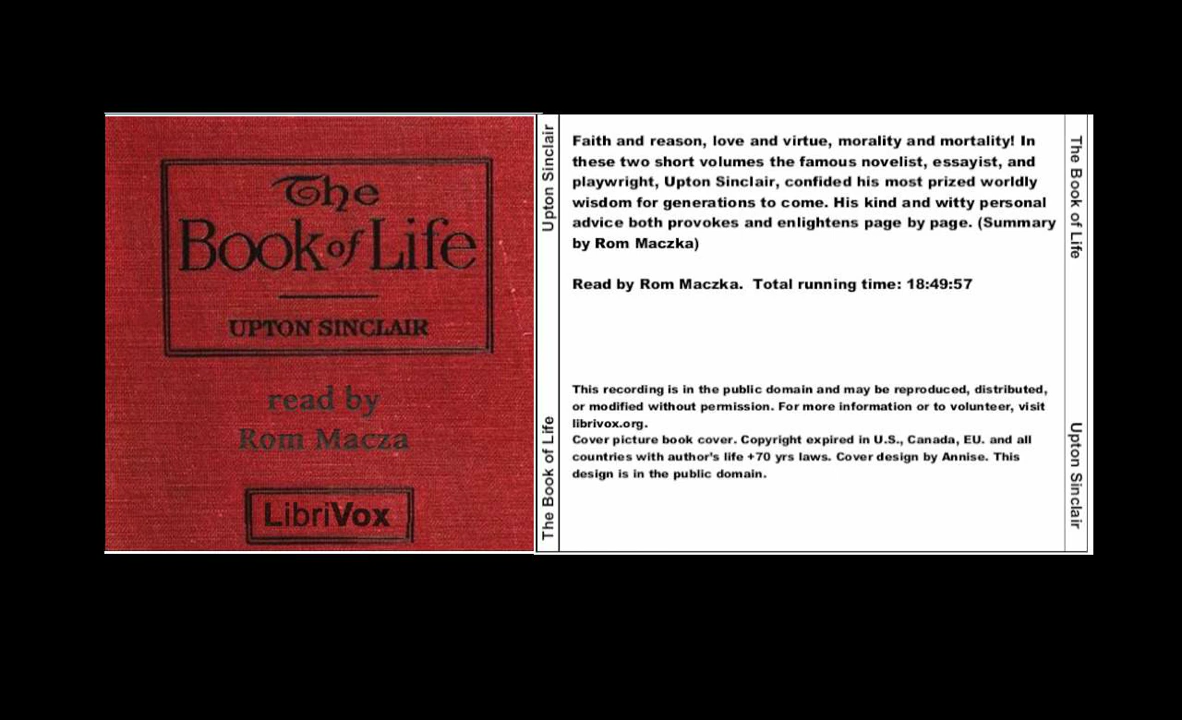 The
Book of Life
UPTON SINCLAIR
read by
Rom Macza
LibriVox
Upton Sinclair
The Book of Life
Faith and reason, love and virtue, morality and mortality! In
these two short volumes the famous novelist, essayist, and
playwright, Upton Sinclair, confided his most prized worldly
wisdom for generations to come. His kind and witty personal
advice both provokes and enlightens page by page. (Summary
by Rom Maczka)
Read by Rom Maczka.  Total running time: 18:49:57
This recording is in the public domain and may be reproduced, distributed,
or modified without permission. For more information or to volunteer, visit
librivox.org.
Cover picture book cover. Copyright expired in U.S., Canada, EU. and all
countries with author's life +70 yrs laws. Cover design by Annise. This
design is in the public domain.
The Book of Life
Upton Sinclair